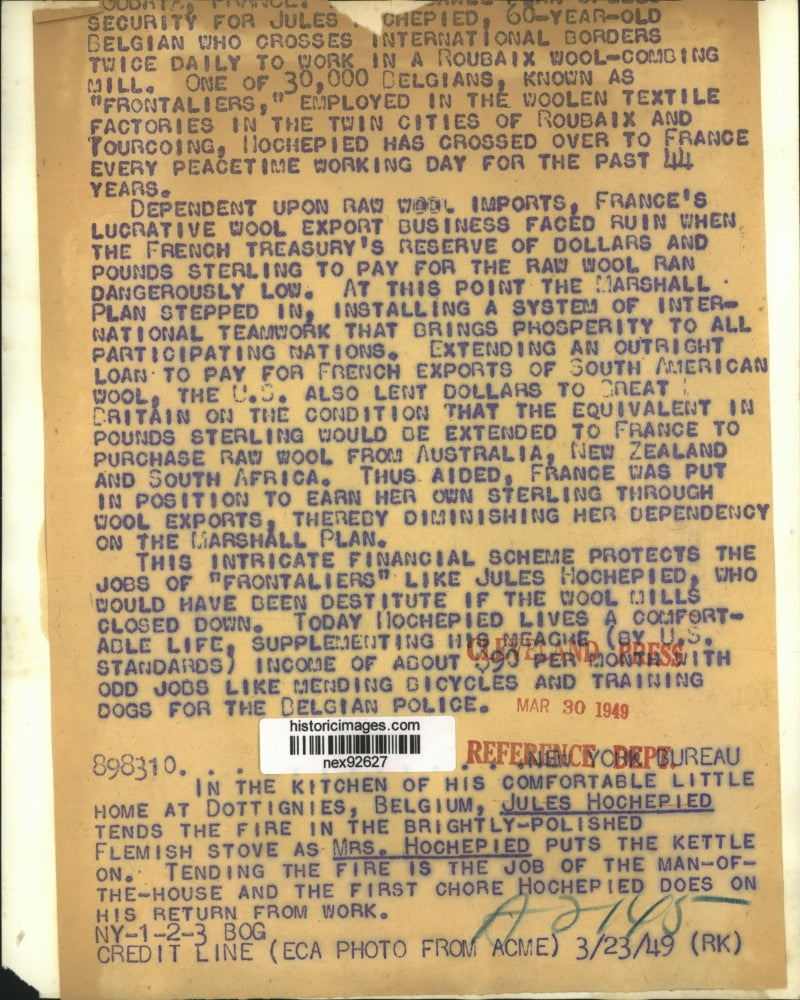 SECURITY FOR JULES CHEPIED, 60-YEAR-OLD
BELGIAN WHO CROSSES INTERNATIONAL BORDERS
TWICE DAILY TO WORK IN A ROUBAIX WOOL-COMBING
MILL. ONE OF 30,000 BELGIANS, KNOWN AS
"FRONTALIERS," EMPLOYED IN THE WOOLEN TEXTILE
FACTORIES IN THE TWIN CITIES OF ROUBAIX AND
TOURCOING, HOCHEPIED HAS CROSSED OVER TO FRANCE
EVERY PEACETIME WORKING DAY FOR THE PAST 44
YEARS.
DEPENDENT UPON RAW WOOL IMPORTS, FRANCE'S
LUCRATIVE WOOL EXPORT BUSINESS FACED RUIN WHEN
THE FRENCH TREASURY'S RESERVE OF DOLLARS AND
POUNDS STERLING TO PAY FOR THE RAW WOOL RAN
DANGEROUSLY LOW. AT THIS POINT THE MARSHALL
PLAN STEPPED IN, INSTALLING A SYSTEM OF INTER-
NATIONAL TEAMWORK THAT BRINGS PROSPERITY TO ALL
PARTICIPATING NATIONS. EXTENDING AN OUTRIGHT
LOAN TO PAY FOR FRENCH EXPORTS OF SOUTH AMERICAN
WOOL, THE U.S. ALSO LENT DOLLARS TO GREAT
BRITAIN ON THE CONDITION THAT THE EQUIVALENT IN
POUNDS STERLING WOULD BE EXTENDED TO FRANCE TO
PURCHASE RAW WOOL FROM AUSTRALIA, NEW ZEALAND
AND SOUTH AFRICA. THUS AIDED, FRANCE WAS PUT
IN POSITION TO EARN HER OWN STERLING THROUGH
WOOL EXPORTS, THEREBY DIMINISHING HER DEPENDENCY
ON THE MARSHALL PLAN.
THIS INTRICATE FINANCIAL SCHEME PROTECTS THE
JOBS OF "FRONTALIERS" LIKE JULES HOCHEPIED, WHO
WOULD HAVE BEEN DESTITUTE IF THE WOOL MILLS
CLOSED DOWN. TODAY HOCHEPIED LIVES A COMFORT-
ABLE LIFE, SUPPLEMENTING HIS MEAGRE (BY U.S.
CLEVELAND PRESS
STANDARDS) INCOME OF ABOUT $90 PER MONTH WITH
ODD JOBS LIKE MENDING BICYCLES AND TRAINING
DOGS FOR THE BELGIAN POLICE.
MAR 30 1949
historicimages.com
nex92627
REFERENCE DEPT.
898310. . . . . .NEW YORK BUREAU
IN THE KITCHEN OF HIS COMFORTABLE LITTLE
HOME AT DOTTIGNIES, BELGIUM, JULES HOCHEPIED
TENDS THE FIRE IN THE BRIGHTLY-POLISHED
FLEMISH STOVE AS MRS. HOCHEPIED PUTS THE KETTLE
ON. TENDING THE FIRE IS THE JOB OF THE MAN-OF-
THE-HOUSE AND THE FIRST CHORE HOCHEPIED DOES ON
HIS RETURN FROM WORK.
NY-1-2-3 BOG
CREDIT LINE (ECA PHOTO FROM ACME) 3/23/49 (RK)